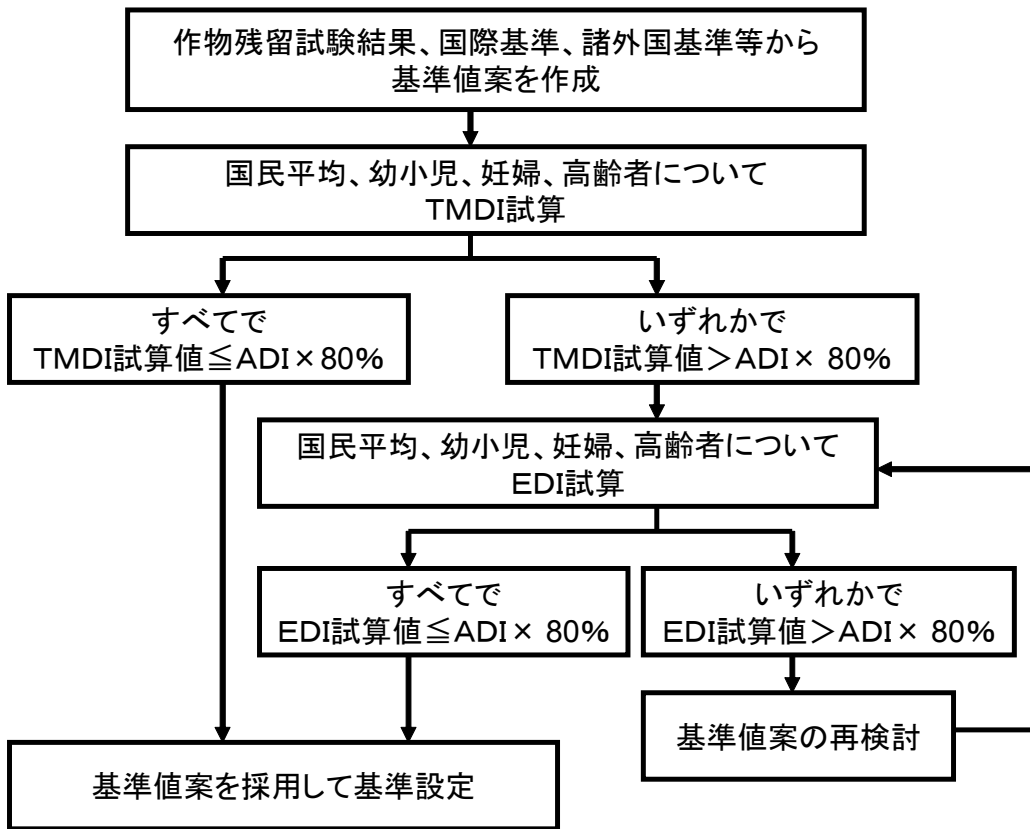 作物残留試験結果、国際基準、諸外国基準等から
基準値案を作成
国民平均、幼小児、妊婦、高齢者について
TMDI試算
すべてで
TMDI試算値≦ADI×80%
いずれかで
TMDI試算値>ADI× 80%
国民平均、幼小児、妊婦、高齢者について
EDI試算
すべてで
EDI試算値≦ADI× 80%
いずれかで
EDI試算値>ADI× 80%
基準値案の再検討
基準値案を採用して基準設定